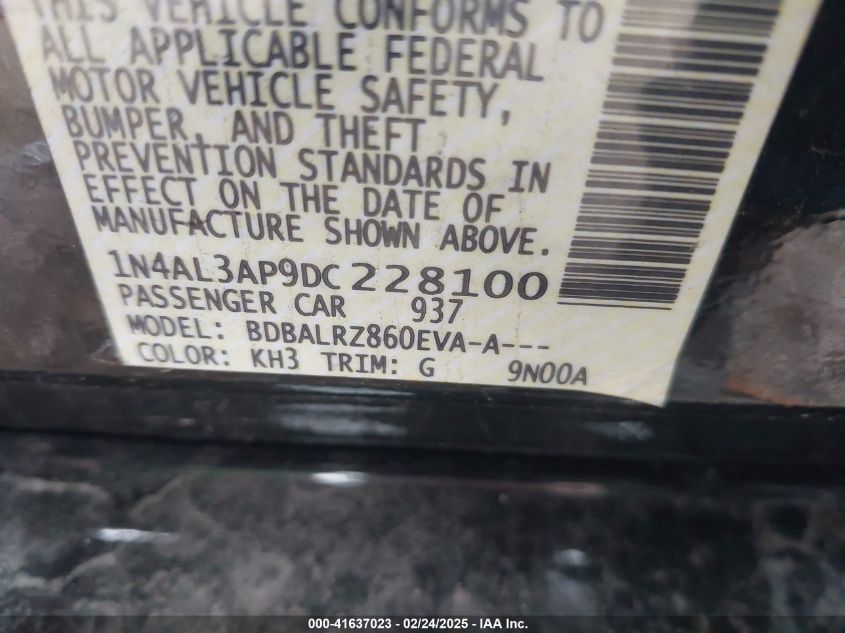 THIS VEHICLE CONFORMS TO
ALL APPLICABLE FEDERAL
MOTOR VEHICLE SAFETY,
BUMPER, AND THEFT
PREVENTION STANDARDS IN
EFFECT ON THE DATE OF
MANUFACTURE SHOWN ABOVE.
1N4AL3AP9DC228100
PASSENGER CAR 937
MODEL: BDBALRZ860EVA-A---
COLOR: KH3 TRIM: G 9N00A
000-41637023 - 02/24/2025 - IAA Inc.